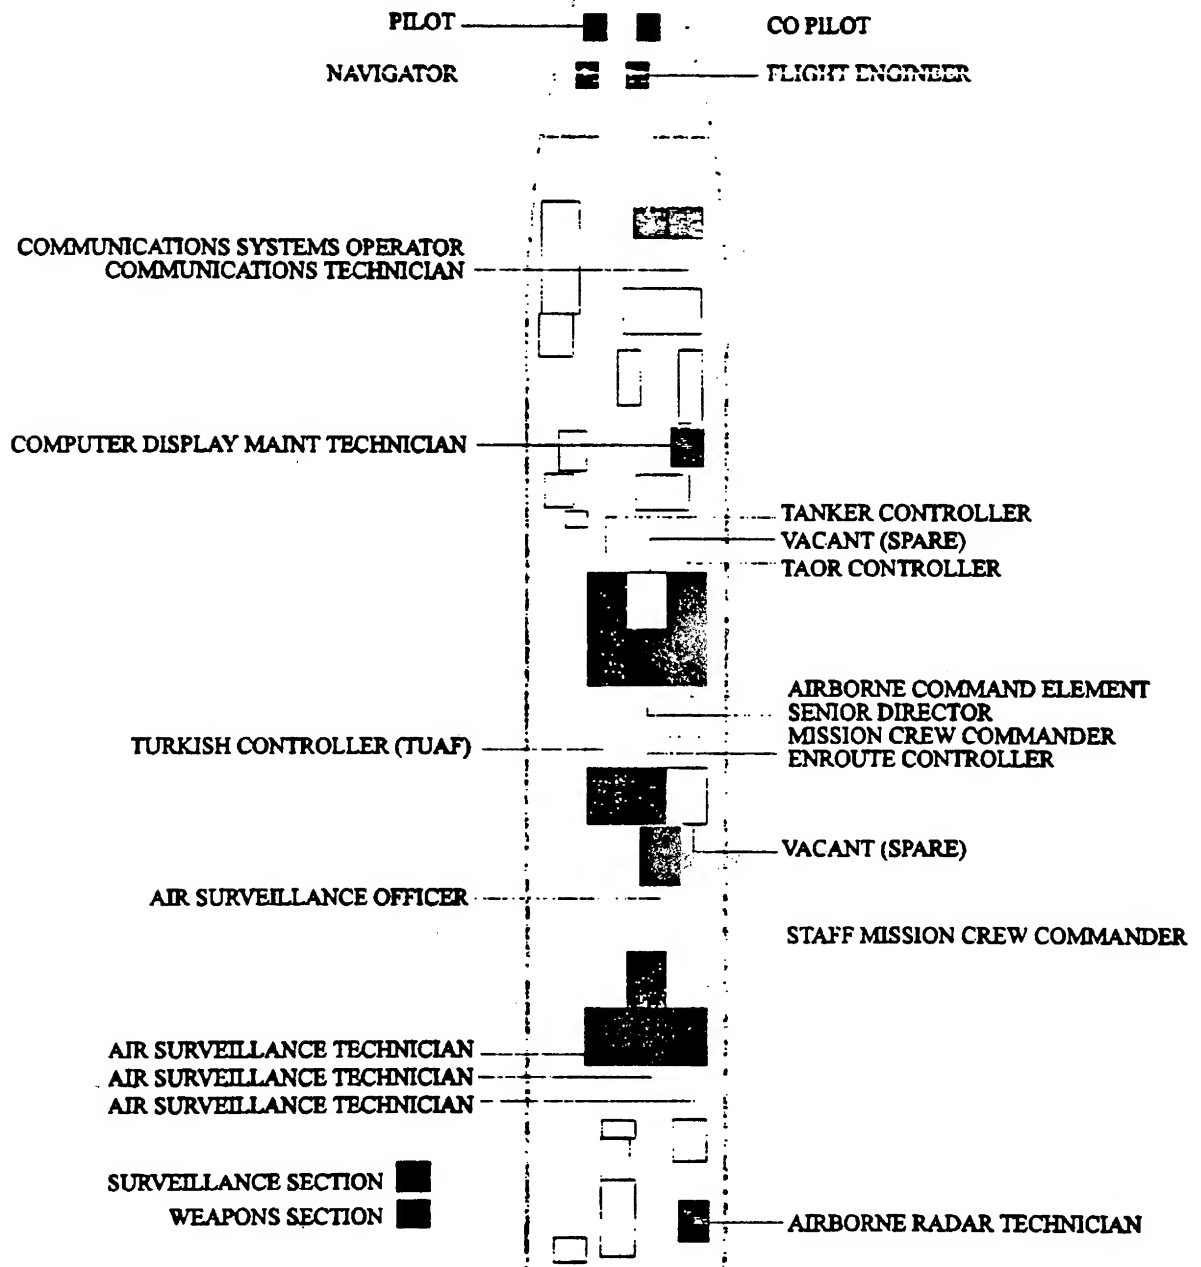 PILOT
CO PILOT
NAVIGATOR
FLIGHT ENGINEER
COMMUNICATIONS SYSTEMS OPERATOR
COMMUNICATIONS TECHNICIAN
COMPUTER DISPLAY MAINT TECHNICIAN
TANKER CONTROLLER
VACANT (SPARE)
TAOR CONTROLLER
AIRBORNE COMMAND ELEMENT
SENIOR DIRECTOR
MISSION CREW COMMANDER
ENROUTE CONTROLLER
TURKISH CONTROLLER (TUAF)
VACANT (SPARE)
AIR SURVEILLANCE OFFICER
STAFF MISSION CREW COMMANDER
AIR SURVEILLANCE TECHNICIAN
AIR SURVEILLANCE TECHNICIAN
AIR SURVEILLANCE TECHNICIAN
SURVEILLANCE SECTION
WEAPONS SECTION
AIRBORNE RADAR TECHNICIAN